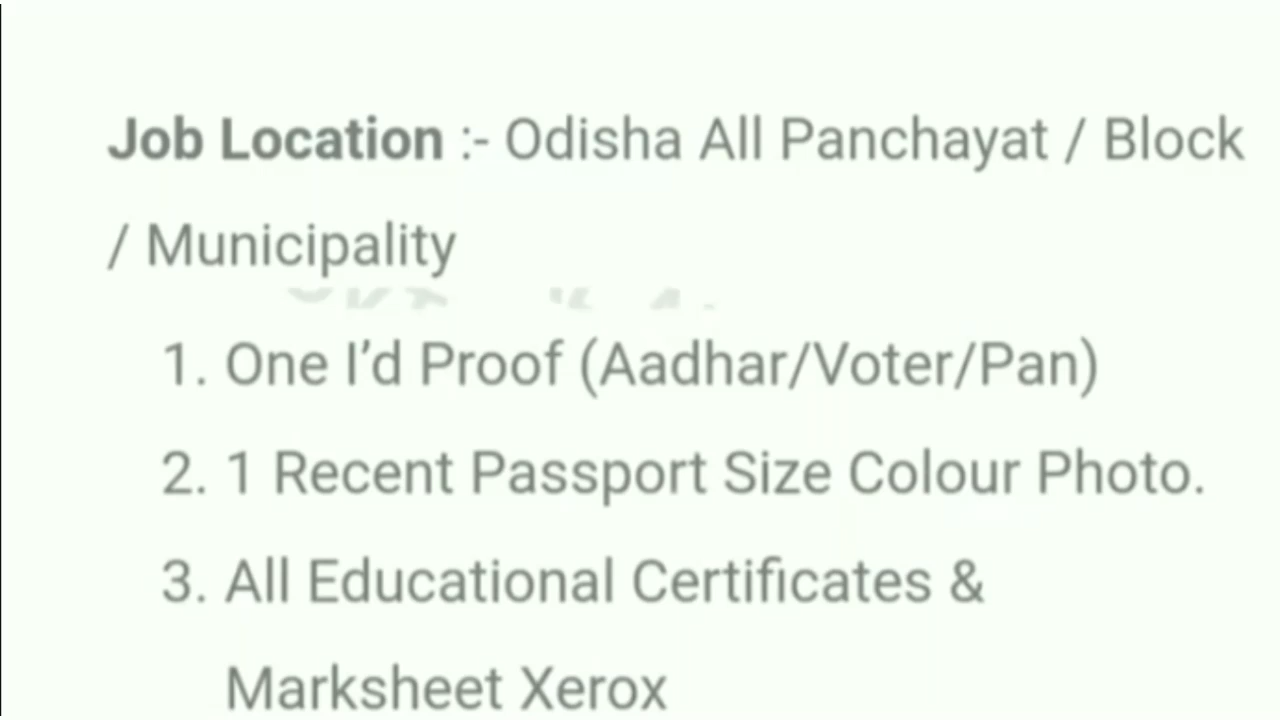 Job Location :- Odisha All Panchayat / Block
/ Municipality
1. One I’d Proof (Aadhar/Voter/Pan)
2. 1 Recent Passport Size Colour Photo.
3. All Educational Certificates &
Marksheet Xerox